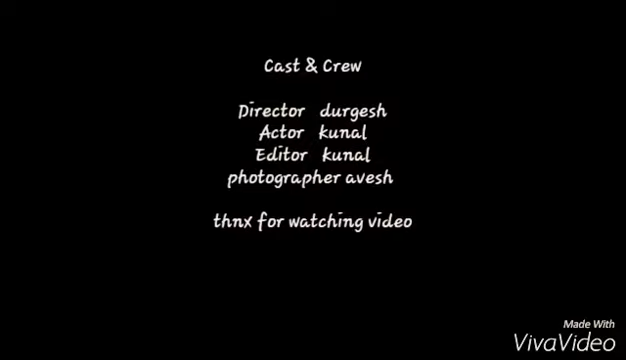 Cast & Crew
Director durgesh
Actor kunal
Editor kunal
photographer avesh
thnx for watching video
Made With
VivaVideo